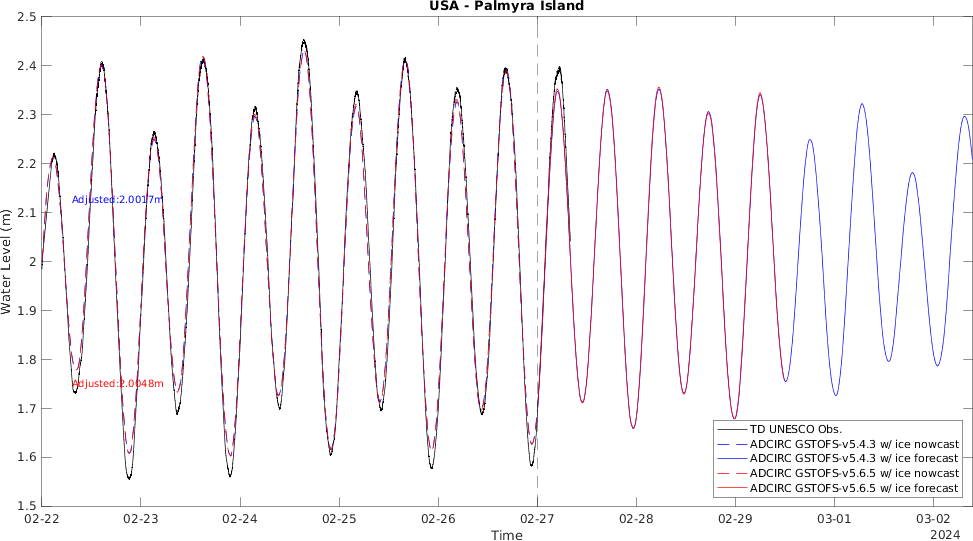 USA - Palmyra Island
2.5
2.4
2.3
2.2
2.1
2
1.9
1.8
1.7
1.6
1.5
Water Level (m)
Adjusted:2.0017m
Adjusted:2.0048m
TD UNESCO Obs.
ADCIRC GSTOFS-v5.4.3 w/ ice nowcast
ADCIRC GSTOFS-v5.4.3 w/ ice forecast
ADCIRC GSTOFS-v5.6.5 w/ ice nowcast
ADCIRC GSTOFS-v5.6.5 w/ ice forecast
02-22 02-23 02-24 02-25 02-26 02-27 02-28 02-29 03-01 03-02
Time
2024